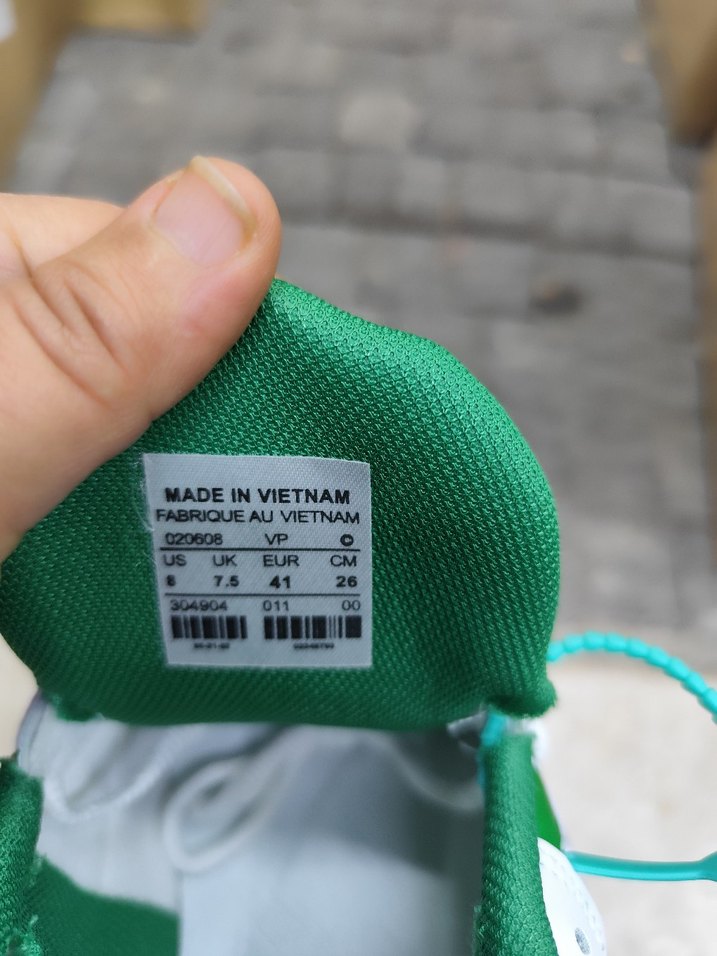 MADE IN VIETNAM
FABRIQUE AU VIETNAM
020608 VP ©
US UK EUR CM
8 7.5 41 26
304904 011 00